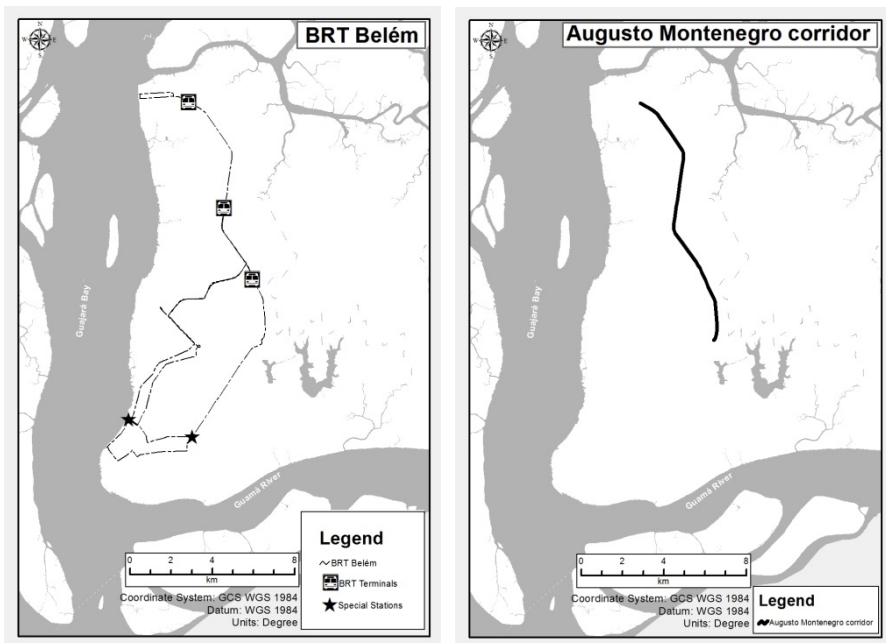 BRT Belém
N
W E
S
Guajará Bay
Guamá River
0 2 4 8
km
Coordinate System: GCS WGS 1984
Datum: WGS 1984
Units: Degree
Legend
BRT Belém
BRT Terminals
Special Stations
Augusto Montenegro corridor
N
W E
S
Guajará Bay
Guamá River
0 2 4 8
km
Coordinate System: GCS WGS 1984
Datum: WGS 1984
Units: Degree
Legend
Augusto Montenegro corridor